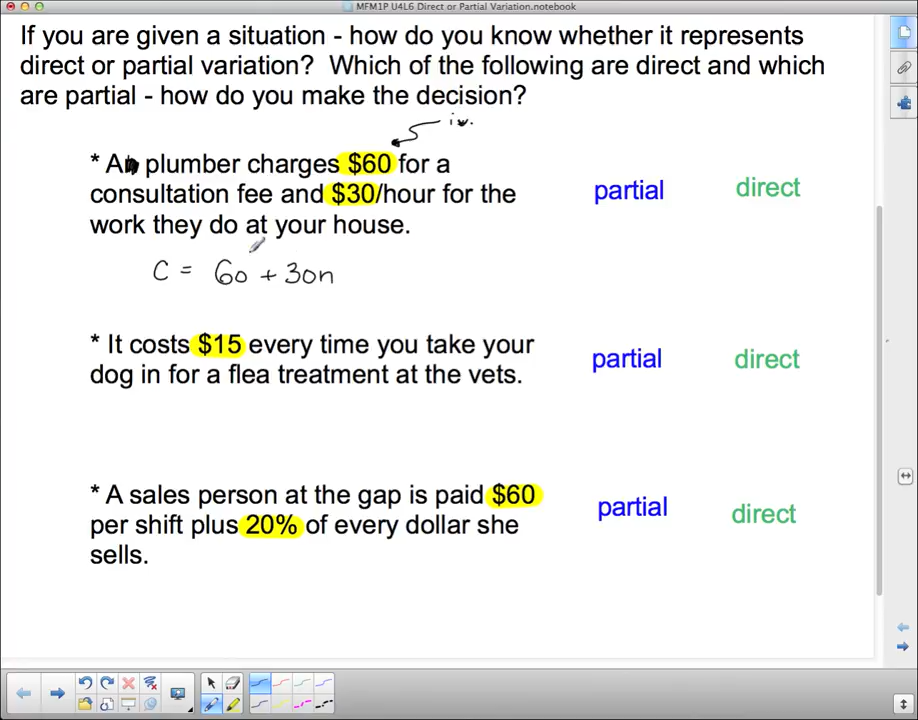 MFM1P U4L6 Direct or Partial Variation.notebook
If you are given a situation - how do you know whether it represents
direct or partial variation?  Which of the following are direct and which
are partial - how do you make the decision?
iv.
* A plumber charges $60 for a
consultation fee and $30/hour for the
work they do at your house.
partial direct
C = 60 + 30n
* It costs $15 every time you take your
dog in for a flea treatment at the vets.
partial direct
* A sales person at the gap is paid $60
per shift plus 20% of every dollar she
sells.
partial direct